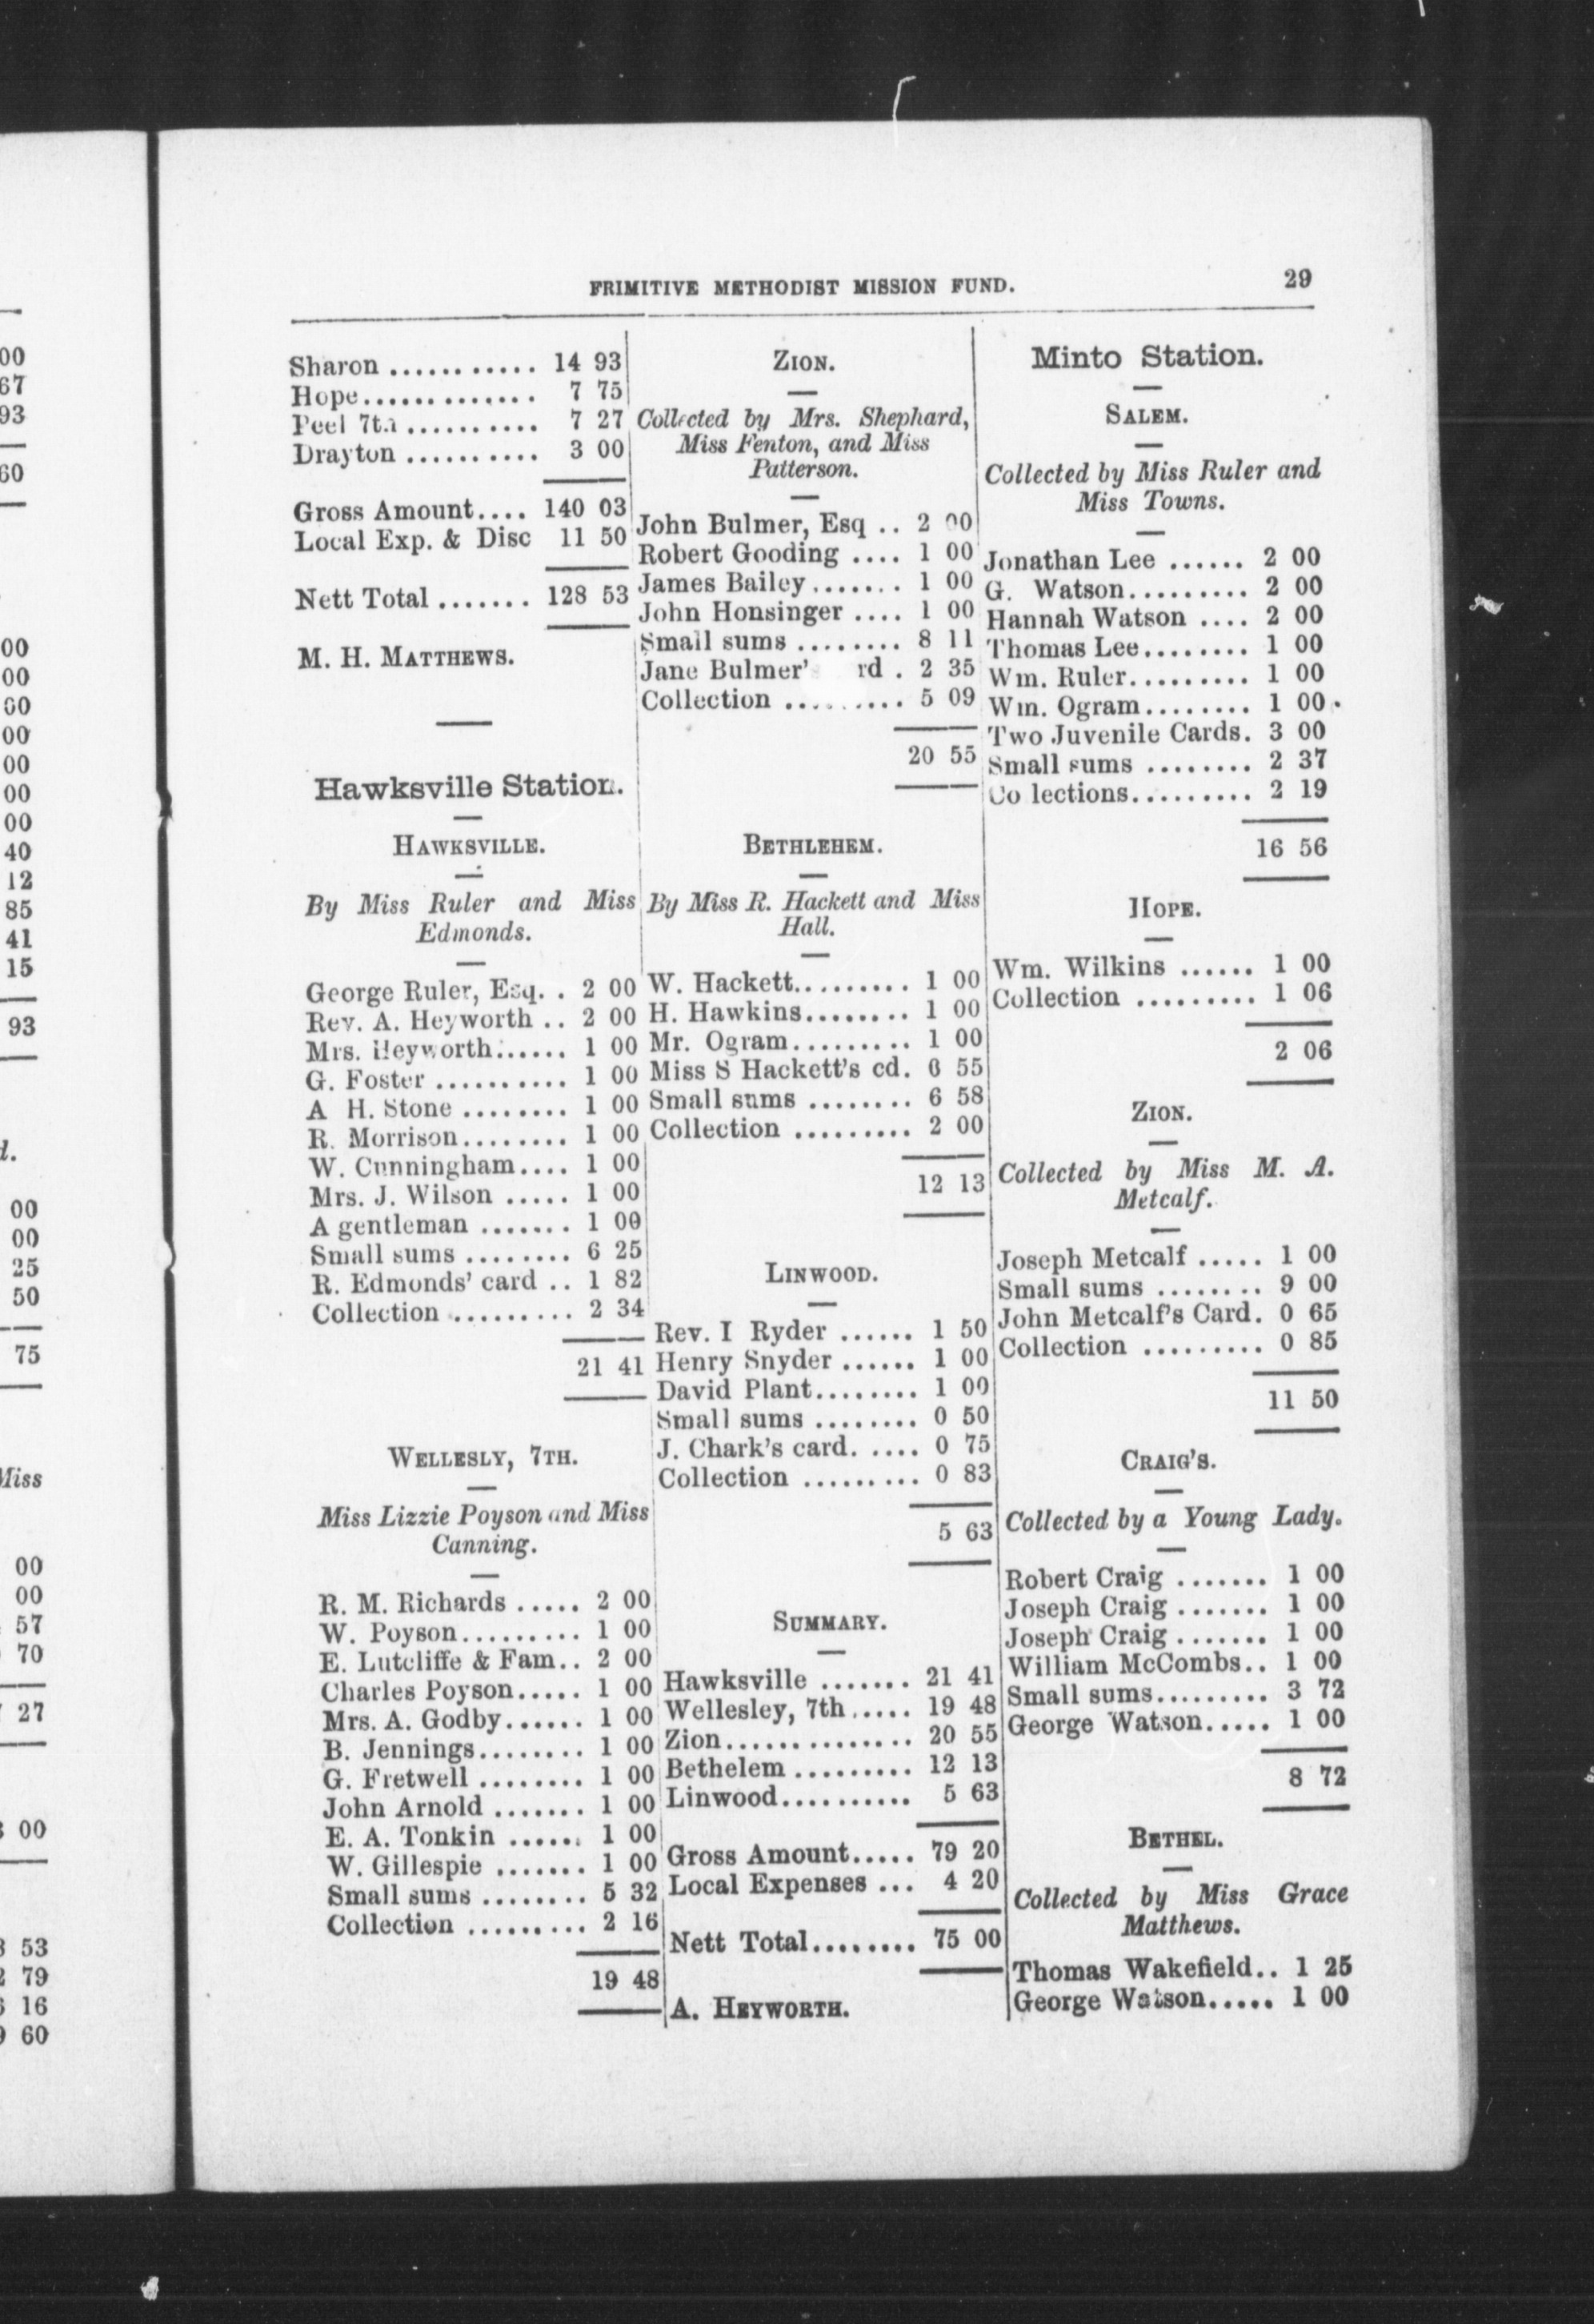 FRIMITIVE METHODIST MISSION FUND. 29
Sharon ........... 14 93
Hope............. 7 75
Peel 7th ........... 7 27
Drayton .......... 3 00
Gross Amount.... 140 03
Local Exp. & Disc 11 50
Nett Total ....... 128 53
M. H. MATTHEWS.
Hawksville Station.
HAWKSVILLE.
By Miss Ruler and Miss
Edmonds.
George Ruler, Esq. . 2 00
Rev. A. Heyworth .. 2 00
Mrs. Heyworth...... 1 00
G. Foster .......... 1 00
A H. Stone ........ 1 00
R. Morrison........ 1 00
W. Cunningham.... 1 00
Mrs. J. Wilson ..... 1 00
A gentleman ....... 1 00
Small sums ........ 6 25
R. Edmonds' card .. 1 82
Collection .......... 2 34
21 41
WELLESLY, 7TH.
Miss Lizzie Poyson and Miss
Canning.
R. M. Richards ..... 2 00
W. Poyson.......... 1 00
E. Lutcliffe & Fam.. 2 00
Charles Poyson..... 1 00
Mrs. A. Godby...... 1 00
B. Jennings........ 1 00
G. Fretwell ........ 1 00
John Arnold ....... 1 00
E. A. Tonkin ...... 1 00
W. Gillespie ....... 1 00
Small sums ........ 5 32
Collection ......... 2 16
19 48
ZION.
Collected by Mrs. Shephard,
Miss Fenton, and Miss
Patterson.
John Bulmer, Esq .. 2 00
Robert Gooding .... 1 00
James Bailey....... 1 00
John Honsinger .... 1 00
Small sums ........ 8 11
Jane Bulmer' rd . 2 35
Collection ......... 5 09
20 55
BETHLEHEM.
By Miss R. Hackett and Miss
Hall.
W. Hackett......... 1 00
H. Hawkins........ 1 00
Mr. Ogram......... 1 00
Miss S Hackett's cd. 0 55
Small sums ........ 6 58
Collection ......... 2 00
12 13
LINWOOD.
Rev. I Ryder ...... 1 50
Henry Snyder ...... 1 00
David Plant........ 1 00
Small sums ........ 0 50
J. Chark's card. .... 0 75
Collection ......... 0 83
5 63
SUMMARY.
Hawksville ....... 21 41
Wellesley, 7th..... 19 48
Zion.............. 20 55
Bethelem ......... 12 13
Linwood.......... 5 63
Gross Amount..... 79 20
Local Expenses ... 4 20
Nett Total........ 75 00
A. HEYWORTH.
Minto Station.
SALEM.
Collected by Miss Ruler and
Miss Towns.
Jonathan Lee ...... 2 00
G. Watson......... 2 00
Hannah Watson .... 2 00
Thomas Lee........ 1 00
Wm. Ruler......... 1 00
Wm. Ogram........ 1 00
Two Juvenile Cards. 3 00
Small sums ........ 2 37
Co lections......... 2 19
16 56
HOPE.
Wm. Wilkins ...... 1 00
Collection ......... 1 06
2 06
ZION.
Collected by Miss M. A.
Metcalf.
Joseph Metcalf ..... 1 00
Small sums ........ 9 00
John Metcalf's Card. 0 65
Collection ......... 0 85
11 50
CRAIG'S.
Collected by a Young Lady.
Robert Craig ....... 1 00
Joseph Craig ....... 1 00
Joseph Craig ....... 1 00
William McCombs.. 1 00
Small sums......... 3 72
George Watson..... 1 00
8 72
BETHEL.
Collected by Miss Grace
Matthews.
Thomas Wakefield.. 1 25
George Watson..... 1 00